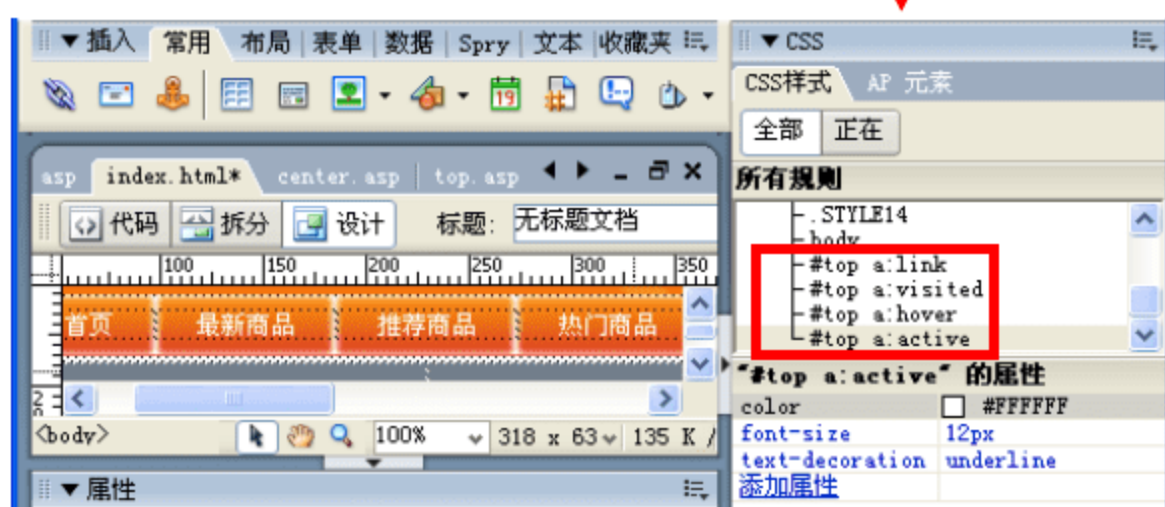 ▼插入 常用 布局 表单 数据 Spry 文本 收藏夹
19
asp index.html* center.asp top.asp
代码 拆分 设计 标题: 无标题文档
100 150 200 250 300 350
首页 最新商品 推荐商品 热门商品
<body> 100% 318 x 63 135 K /
▼属性
▼ CSS
CSS样式 AP 元素
全部 正在
所有规则
.STYLE14
body
#top a:link
#top a:visited
#top a:hover
#top a:active
"#top a:active" 的属性
color #FFFFFF
font-size 12px
text-decoration underline
添加属性